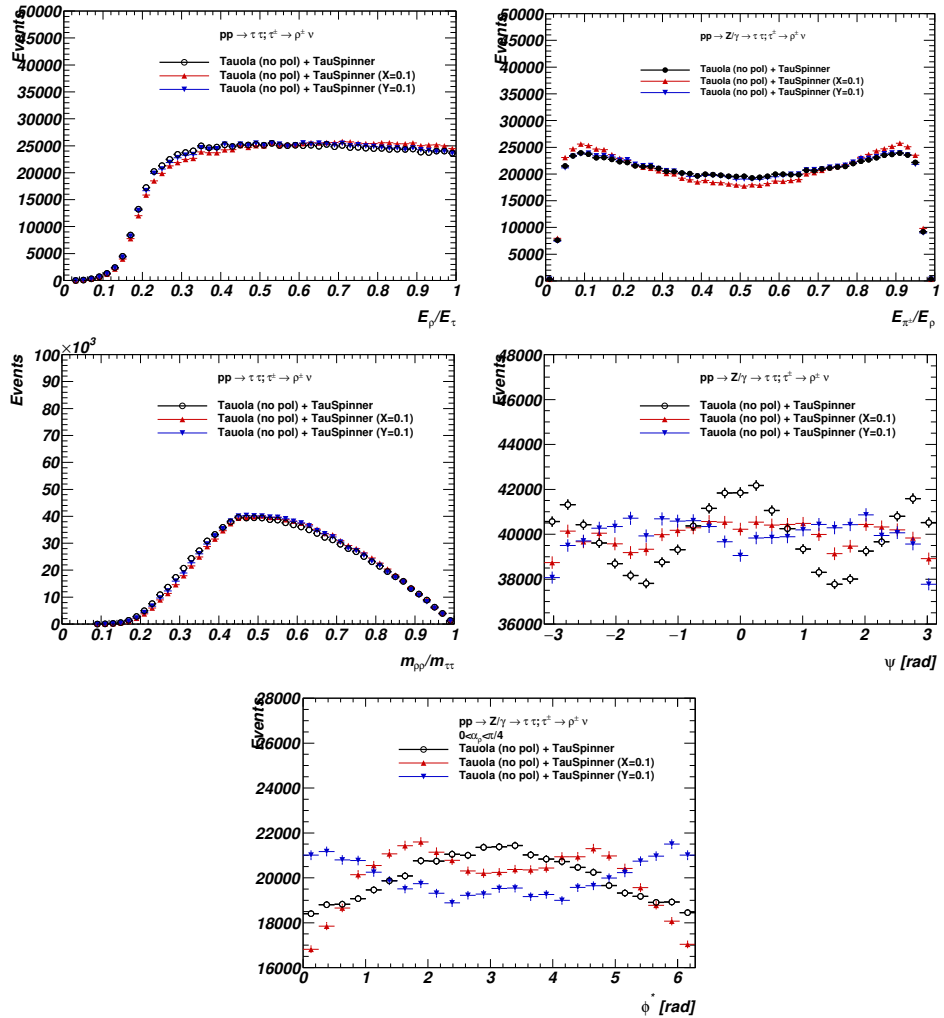 Events
50000
45000
40000
35000
30000
25000
20000
15000
10000
5000
0
pp → τ τ; τ± → ρ± ν
Tauola (no pol) + TauSpinner
Tauola (no pol) + TauSpinner (X=0.1)
Tauola (no pol) + TauSpinner (Y=0.1)
0 0.1 0.2 0.3 0.4 0.5 0.6 0.7 0.8 0.9 1
E_ρ/E_τ
Events
50000
45000
40000
35000
30000
25000
20000
15000
10000
5000
0
pp → Z/γ → τ τ; τ± → ρ± ν
Tauola (no pol) + TauSpinner
Tauola (no pol) + TauSpinner (X=0.1)
Tauola (no pol) + TauSpinner (Y=0.1)
0 0.1 0.2 0.3 0.4 0.5 0.6 0.7 0.8 0.9 1
E_π±/E_ρ
×10³
Events
100
90
80
70
60
50
40
30
20
10
0
pp → τ τ; τ± → ρ± ν
Tauola (no pol) + TauSpinner
Tauola (no pol) + TauSpinner (X=0.1)
Tauola (no pol) + TauSpinner (Y=0.1)
0 0.1 0.2 0.3 0.4 0.5 0.6 0.7 0.8 0.9 1
m_ρρ/m_ττ
Events
48000
46000
44000
42000
40000
38000
36000
pp → Z/γ → τ τ; τ± → ρ± ν
Tauola (no pol) + TauSpinner
Tauola (no pol) + TauSpinner (X=0.1)
Tauola (no pol) + TauSpinner (Y=0.1)
−3 −2 −1 0 1 2 3
ψ [rad]
Events
28000
26000
24000
22000
20000
18000
16000
pp → Z/γ → τ τ; τ± → ρ± ν
0<α_ρ<π/4
Tauola (no pol) + TauSpinner
Tauola (no pol) + TauSpinner (X=0.1)
Tauola (no pol) + TauSpinner (Y=0.1)
0 1 2 3 4 5 6
ϕ* [rad]